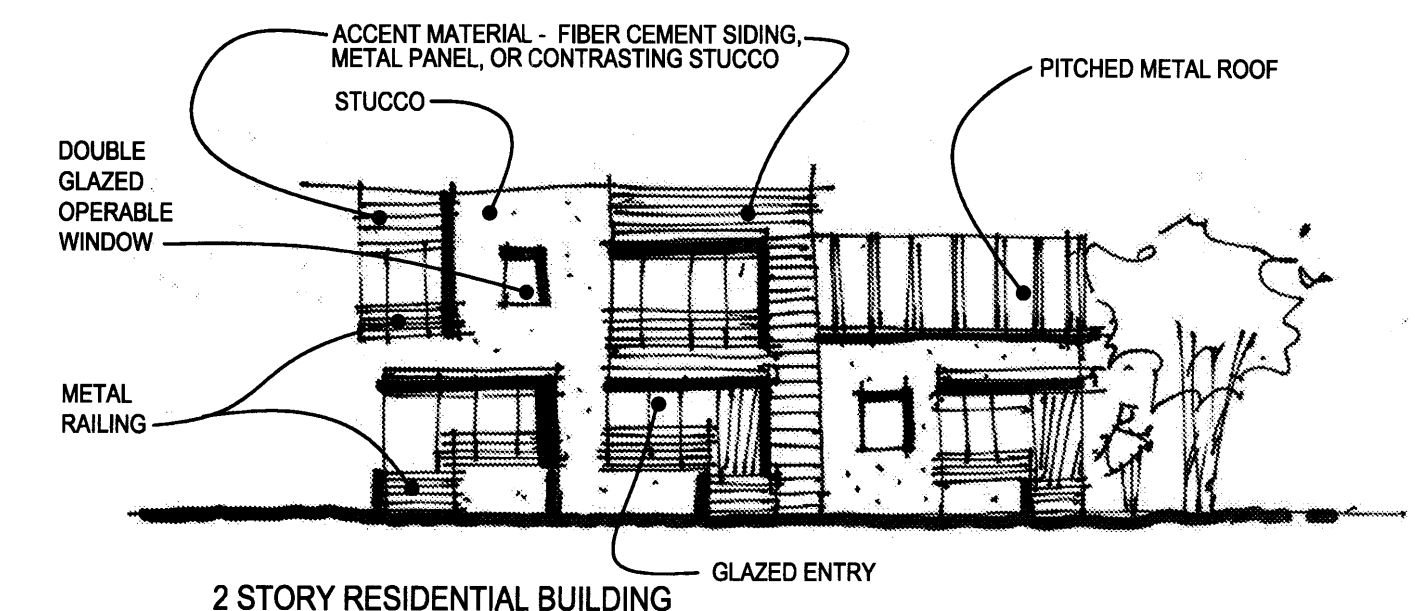 ACCENT MATERIAL - FIBER CEMENT SIDING,
METAL PANEL, OR CONTRASTING STUCCO
PITCHED METAL ROOF
STUCCO
DOUBLE
GLAZED
OPERABLE
WINDOW
METAL
RAILING
GLAZED ENTRY
2 STORY RESIDENTIAL BUILDING